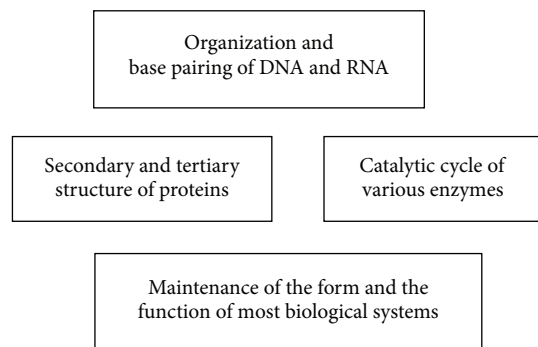 Organization and
base pairing of DNA and RNA
Secondary and tertiary
structure of proteins
Catalytic cycle of
various enzymes
Maintenance of the form and the
function of most biological systems